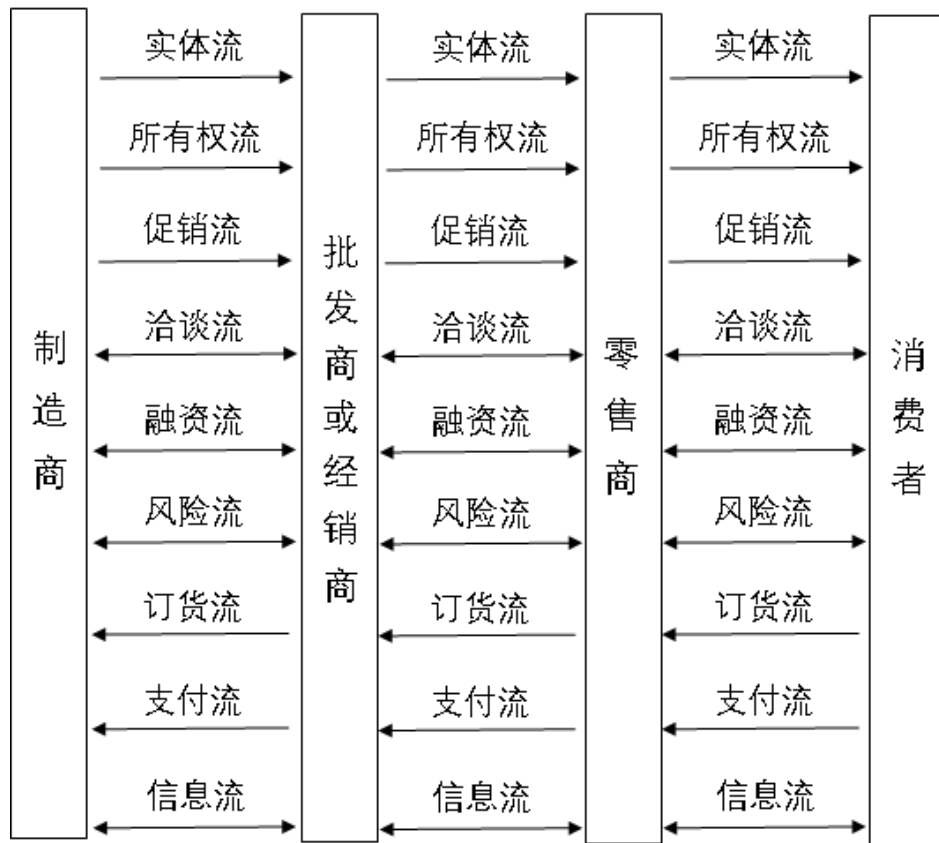 实体流 实体流 实体流
所有权流 所有权流 所有权流
促销流 促销流 促销流
洽谈流 洽谈流 洽谈流
融资流 融资流 融资流
风险流 风险流 风险流
订货流 订货流 订货流
支付流 支付流 支付流
信息流 信息流 信息流
制造商
批发商或经销商
零售商
消费者